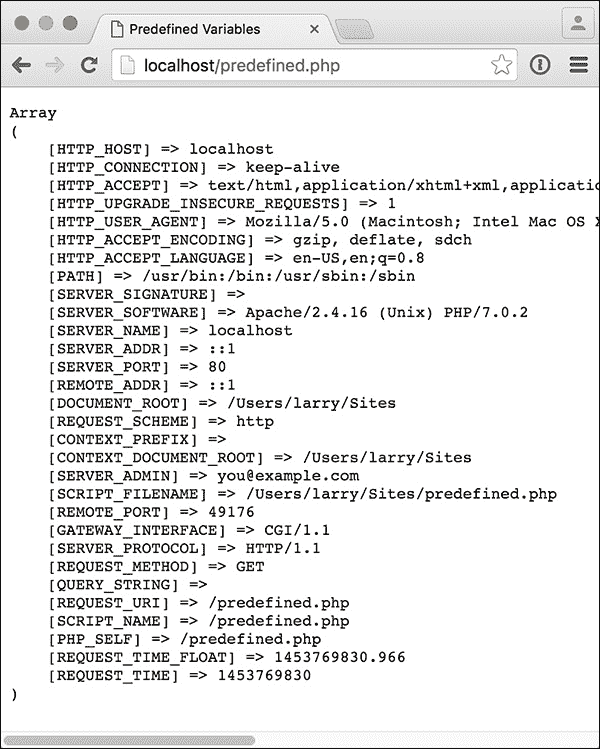 Predefined Variables
localhost/predefined.php
Array
(
[HTTP_HOST] => localhost
[HTTP_CONNECTION] => keep-alive
[HTTP_ACCEPT] => text/html,application/xhtml+xml,applicatio
[HTTP_UPGRADE_INSECURE_REQUESTS] => 1
[HTTP_USER_AGENT] => Mozilla/5.0 (Macintosh; Intel Mac OS X
[HTTP_ACCEPT_ENCODING] => gzip, deflate, sdch
[HTTP_ACCEPT_LANGUAGE] => en-US,en;q=0.8
[PATH] => /usr/bin:/bin:/usr/sbin:/sbin
[SERVER_SIGNATURE] =>
[SERVER_SOFTWARE] => Apache/2.4.16 (Unix) PHP/7.0.2
[SERVER_NAME] => localhost
[SERVER_ADDR] => ::1
[SERVER_PORT] => 80
[REMOTE_ADDR] => ::1
[DOCUMENT_ROOT] => /Users/larry/Sites
[REQUEST_SCHEME] => http
[CONTEXT_PREFIX] =>
[CONTEXT_DOCUMENT_ROOT] => /Users/larry/Sites
[SERVER_ADMIN] => you@example.com
[SCRIPT_FILENAME] => /Users/larry/Sites/predefined.php
[REMOTE_PORT] => 49176
[GATEWAY_INTERFACE] => CGI/1.1
[SERVER_PROTOCOL] => HTTP/1.1
[REQUEST_METHOD] => GET
[QUERY_STRING] =>
[REQUEST_URI] => /predefined.php
[SCRIPT_NAME] => /predefined.php
[PHP_SELF] => /predefined.php
[REQUEST_TIME_FLOAT] => 1453769830.966
[REQUEST_TIME] => 1453769830
)